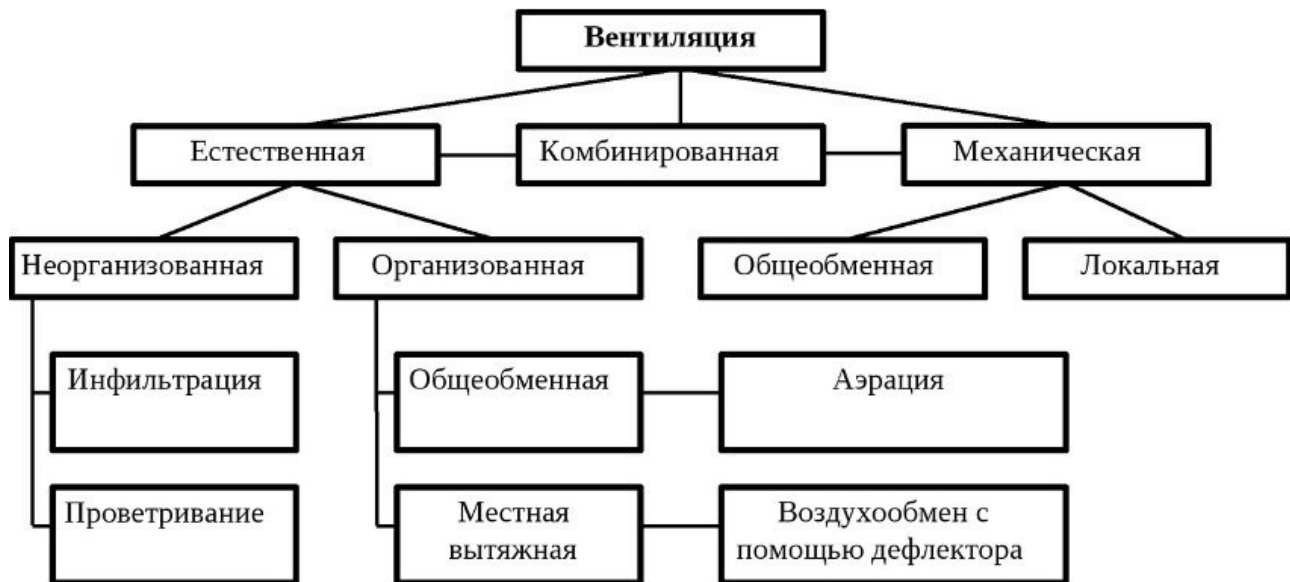 Вентиляция
Естественная
Комбинированная
Механическая
Неорганизованная
Организованная
Общеобменная
Локальная
Инфильтрация
Общеобменная
Аэрация
Проветривание
Местная
вытяжная
Воздухообмен с
помощью дефлектора